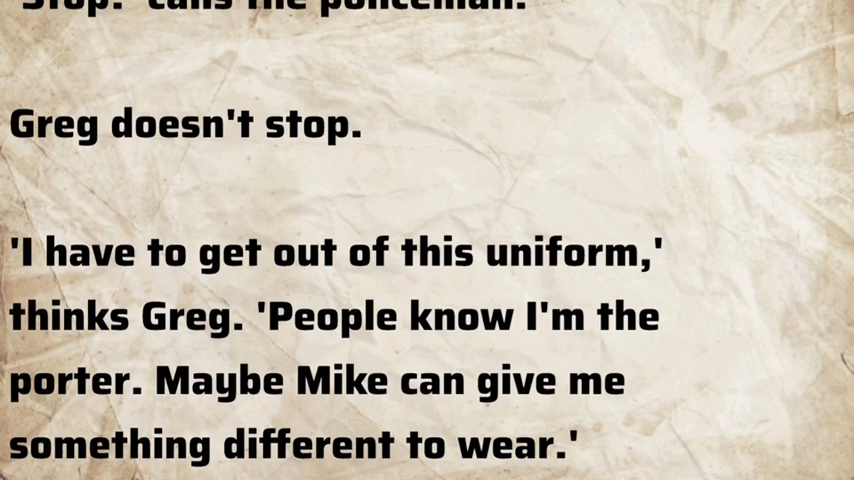 'Stop!' calls the policeman.
Greg doesn't stop.
'I have to get out of this uniform,'
thinks Greg. 'People know I'm the
porter. Maybe Mike can give me
something different to wear.'